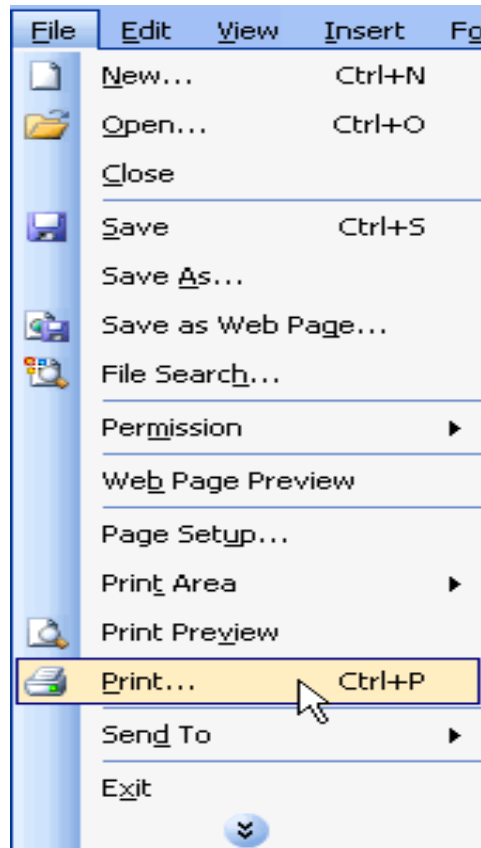 File Edit View Insert Fo
New... Ctrl+N
Open... Ctrl+O
Close
Save Ctrl+S
Save As...
Save as Web Page...
File Search...
Permission
Web Page Preview
Page Setup...
Print Area
Print Preview
Print... Ctrl+P
Send To
Exit